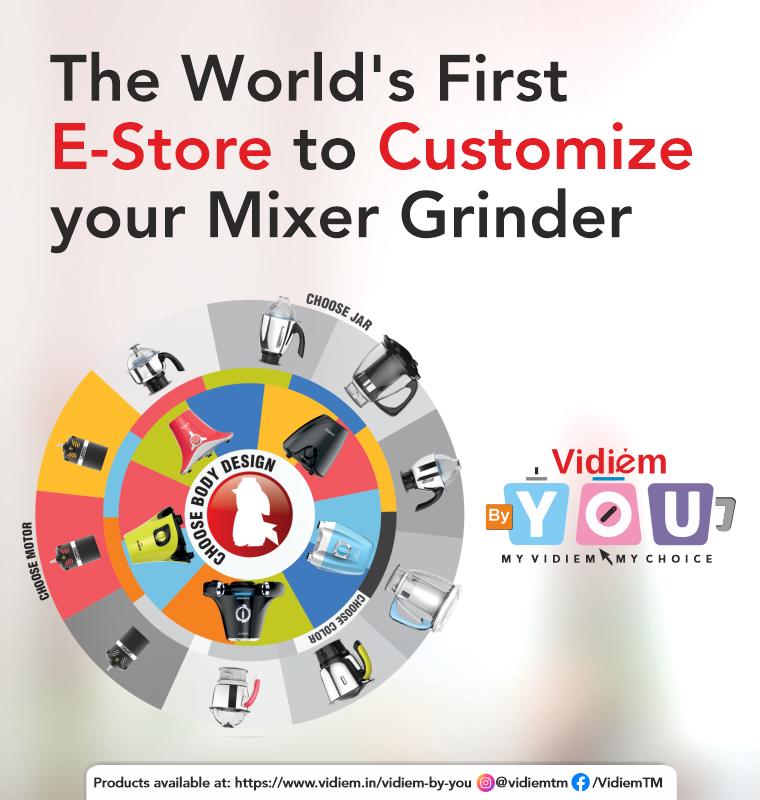 The World's First
E-Store to Customize
your Mixer Grinder
CHOOSE JAR
CHOOSE BODY DESIGN
CHOOSE MOTOR
CHOOSE COLOR
Vidiem
By YOU
MY VIDIEM MY CHOICE
Products available at: https://www.vidiem.in/vidiem-by-you @vidiemtm /VidiemTM